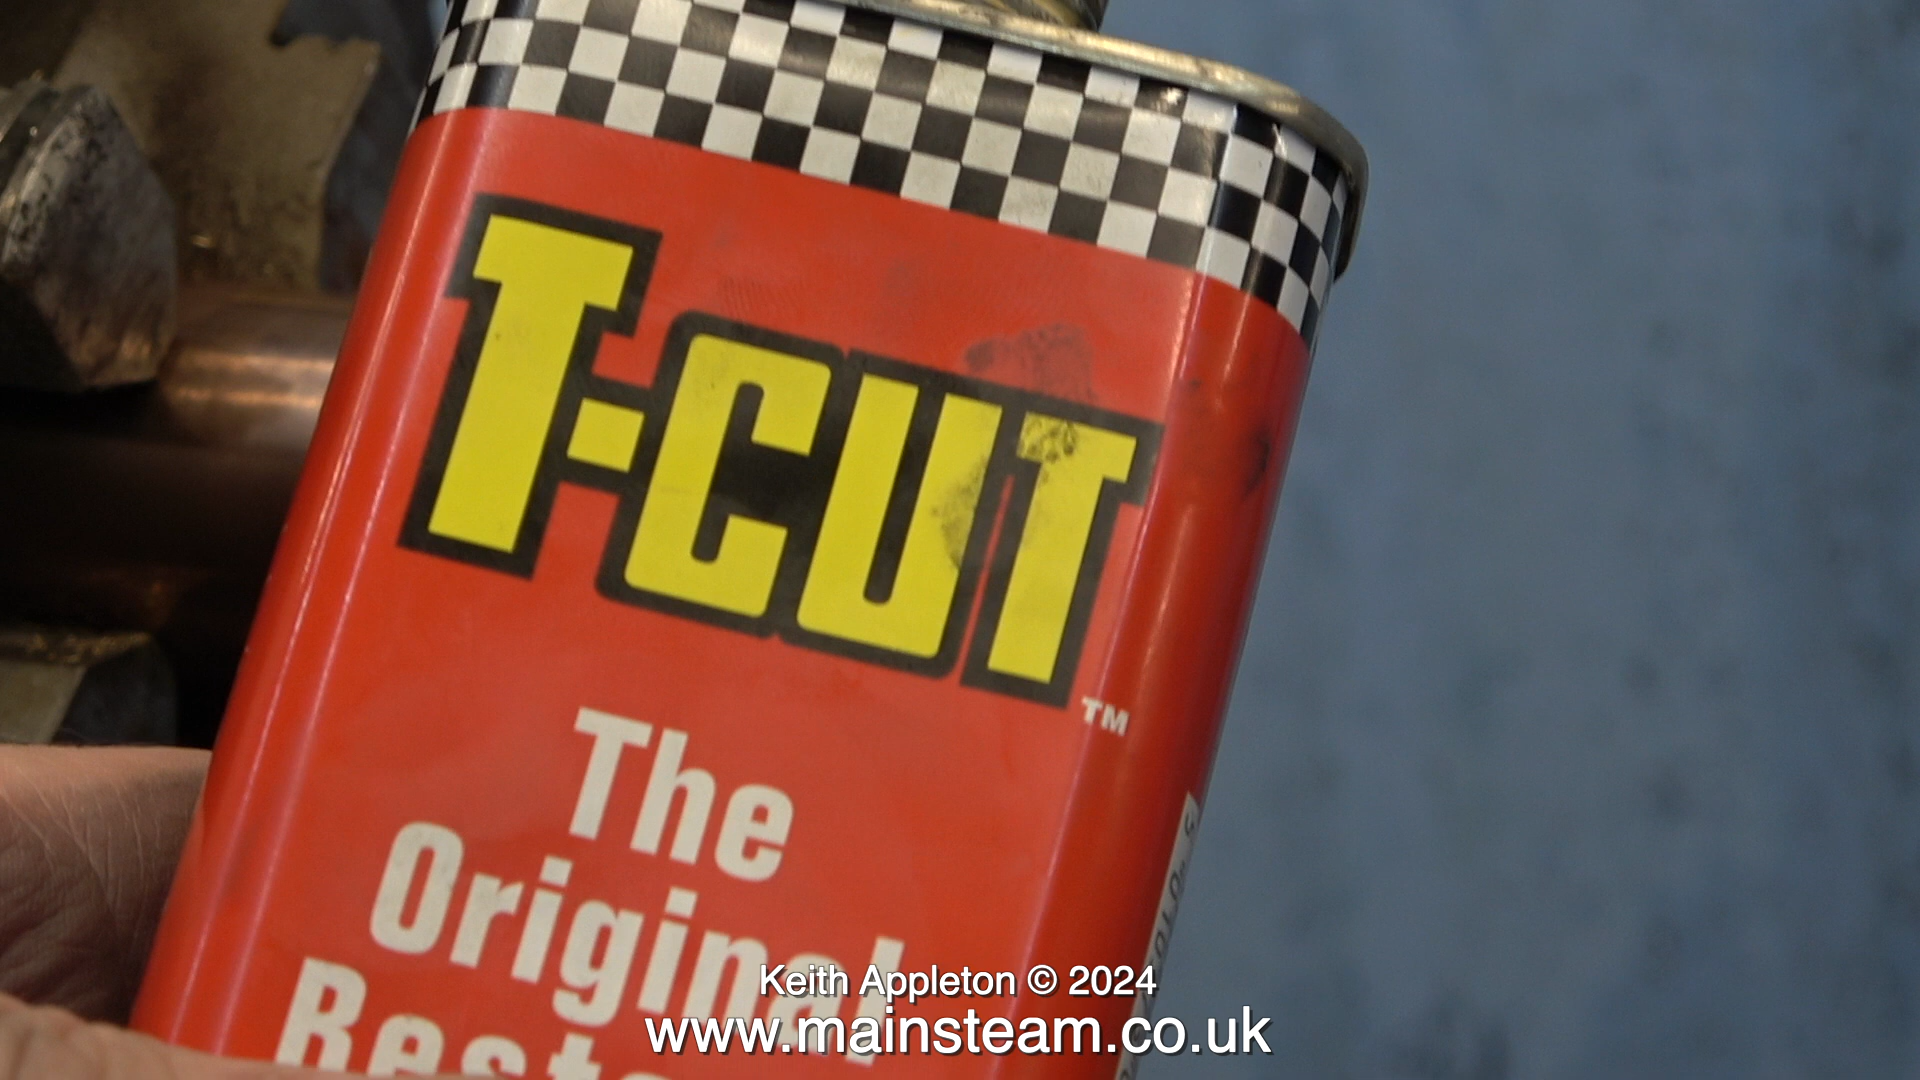 T-CUT
TM
The
Original
Keith Appleton © 2024
www.mainsteam.co.uk